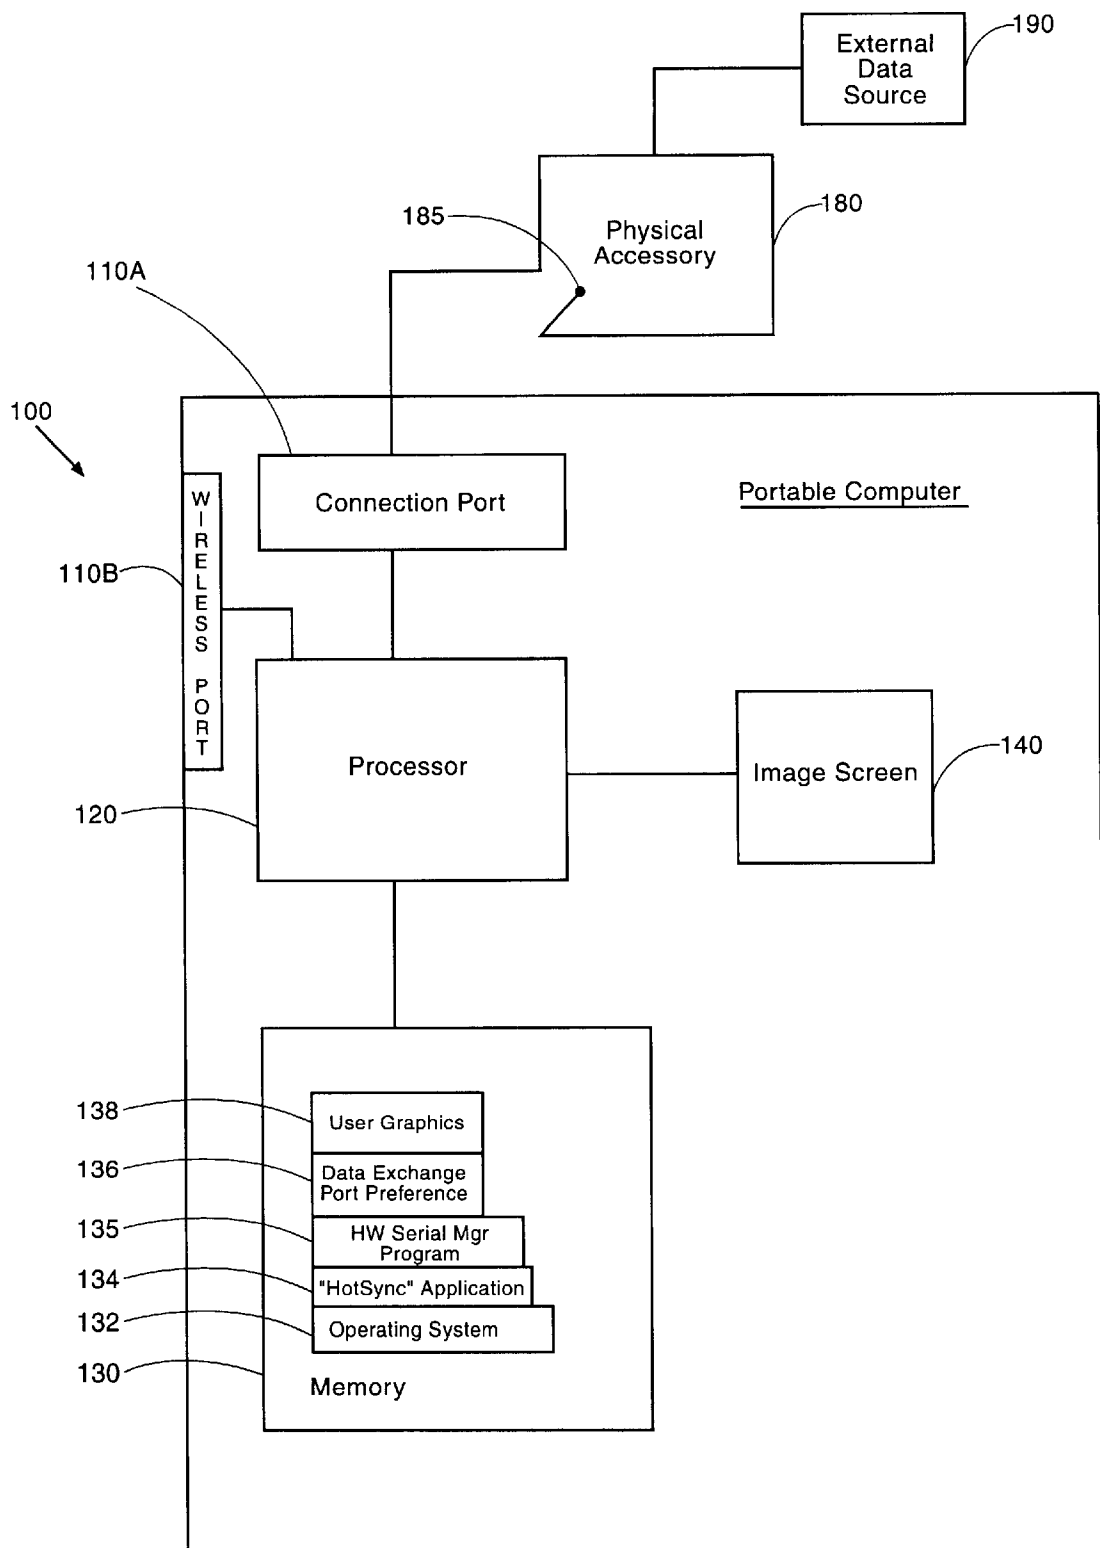 190
External
Data
Source
180
185
Physical
Accessory
110A
100
Connection Port
Portable Computer
WIRELESS PORT
110B
Processor
Image Screen
140
120
138
User Graphics
136
Data Exchange
Port Preference
135
HW Serial Mgr
Program
134
"HotSync" Application
132
Operating System
130
Memory